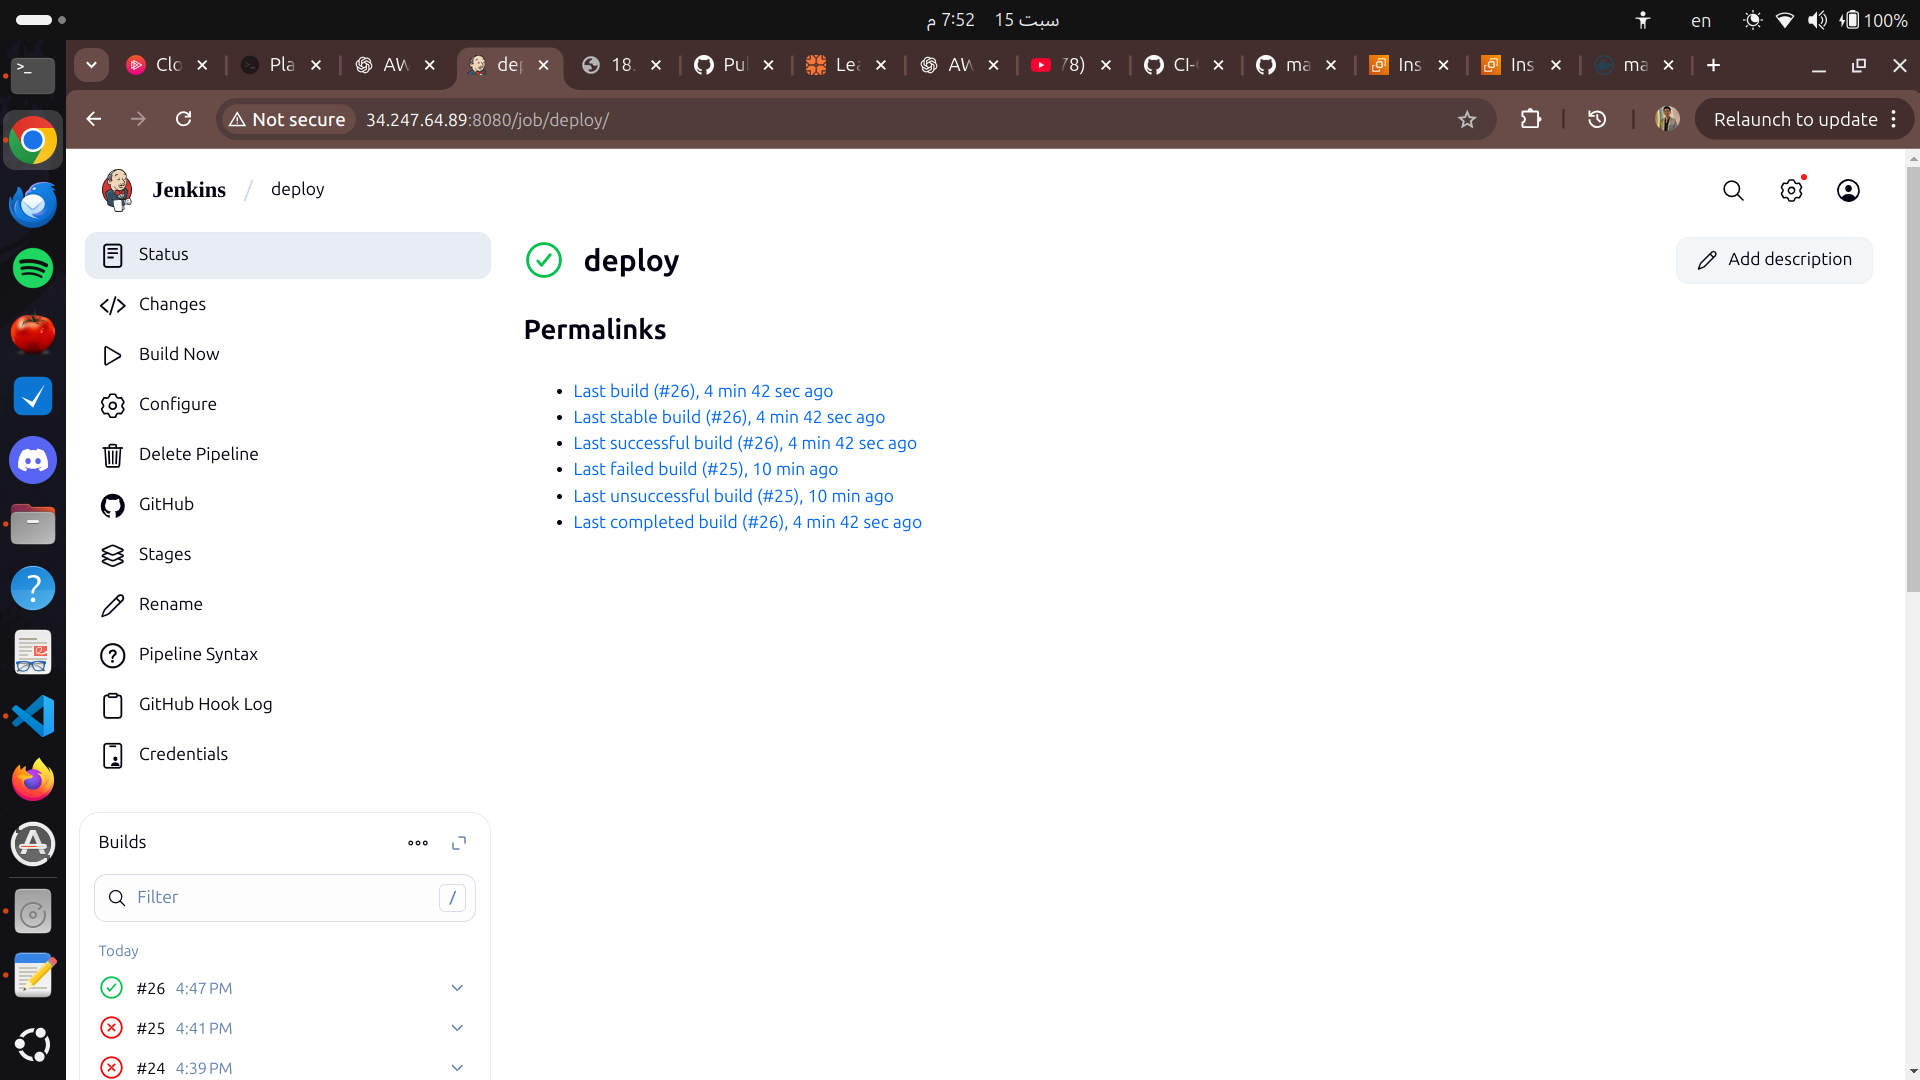 7:52 م   15 سبت
en
100%
Clo
Pla
AW
dep
18.
Pul
Lea
AW
78)
CI-C
ma
Ins
Ins
ma
Not secure 34.247.64.89:8080/job/deploy/
Relaunch to update
Jenkins / deploy
Status
Changes
Build Now
Configure
Delete Pipeline
GitHub
Stages
Rename
Pipeline Syntax
GitHub Hook Log
Credentials
Builds
Filter /
Today
#26 4:47 PM
#25 4:41 PM
#24 4:39 PM
deploy
Add description
Permalinks
Last build (#26), 4 min 42 sec ago
Last stable build (#26), 4 min 42 sec ago
Last successful build (#26), 4 min 42 sec ago
Last failed build (#25), 10 min ago
Last unsuccessful build (#25), 10 min ago
Last completed build (#26), 4 min 42 sec ago